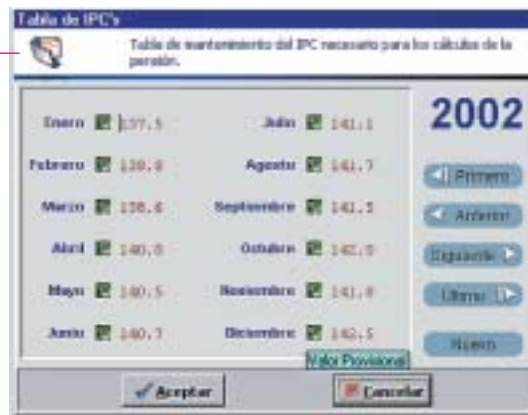 Tabla de IPC's
Tabla de mantenimiento del IPC necesario para los cálculos de la
pensión.
2002
Enero 137.5
Julio 141.1
Febrero 138.0
Agosto 141.7
Marzo 138.6
Septiembre 141.5
Abril 140.0
Octubre 142.0
Mayo 140.5
Noviembre 141.8
Junio 140.7
Diciembre 142.5
Valor Provisional
Primero
Anterior
Siguiente
Último
Nuevo
Aceptar
Cancelar